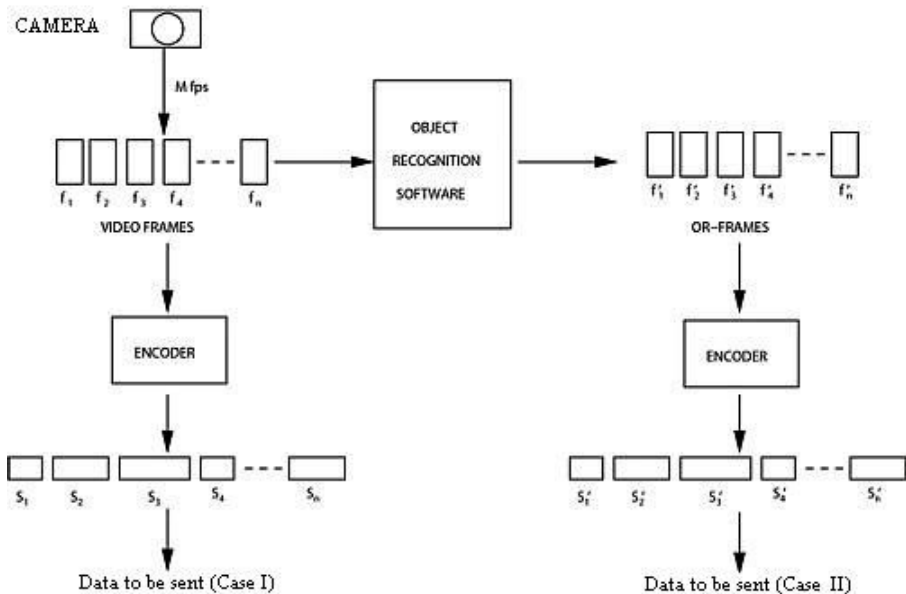 CAMERA
M fps
OBJECT
RECOGNITION
SOFTWARE
f1 f2 f3 f4 fn
f'1 f'2 f'3 f'4 f'n
VIDEO FRAMES
OR-FRAMES
ENCODER
ENCODER
S1 S2 S3 S4 Sn
S'1 S'2 S'3 S'4 S'n
Data to be sent (Case I)
Data to be sent (Case II)